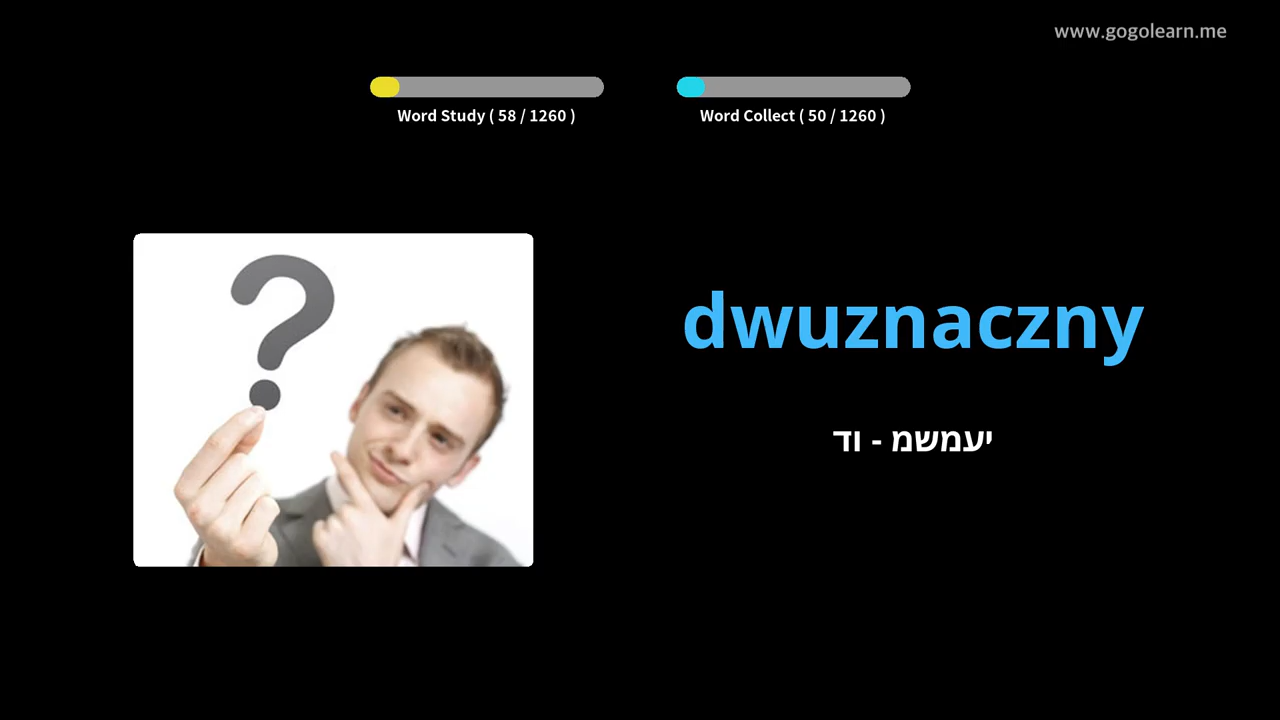 www.gogolearn.me
Word Study ( 58 / 1260 )
Word Collect ( 50 / 1260 )
dwuznaczny
יעמשמ - וד